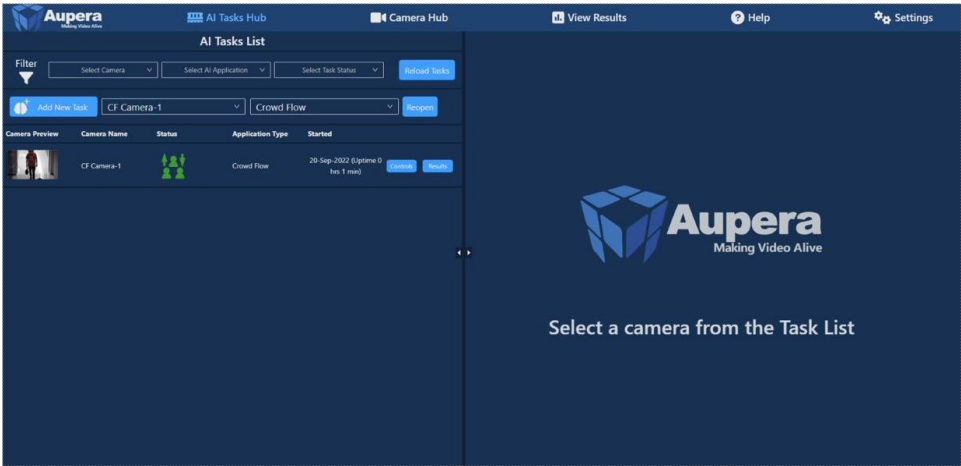 Aupera
Making Video Alive
AI Tasks Hub
Camera Hub
View Results
Help
Settings
AI Tasks List
Filter
Select Camera
Select AI Application
Select Task Status
Reload Tasks
Add New Task
CF Camera-1
Crowd Flow
Reopen
Camera Preview Camera Name Status Application Type Started
CF Camera-1
Crowd Flow
20-Sep-2022 (Uptime 0
hrs 1 min)
Controls
Results
Aupera
Making Video Alive
Select a camera from the Task List